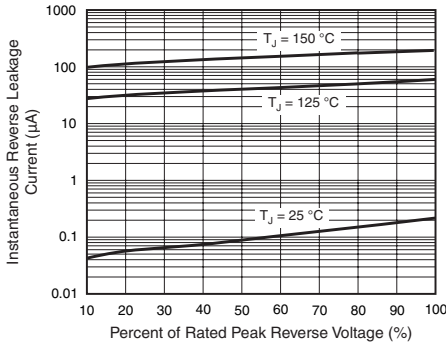 Instantaneous Reverse Leakage
Current (µA)
1000
100
10
1
0.1
0.01
T_J = 150 °C
T_J = 125 °C
T_J = 25 °C
10 20 30 40 50 60 70 80 90 100
Percent of Rated Peak Reverse Voltage (%)